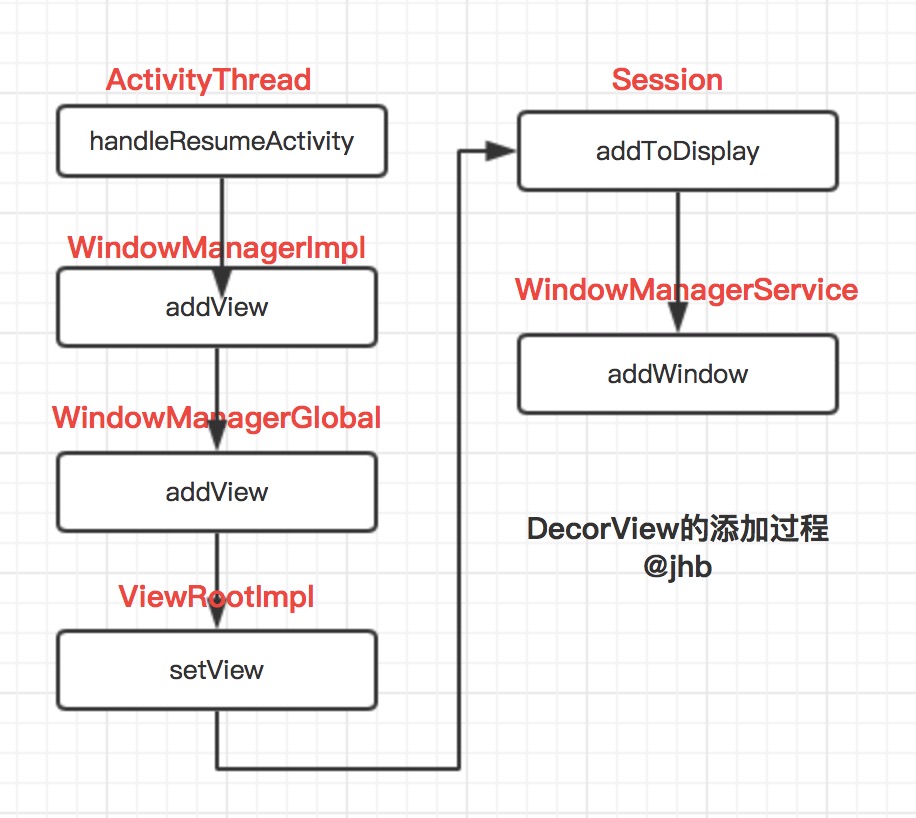 ActivityThread
handleResumeActivity
WindowManagerImpl
addView
WindowManagerGlobal
addView
ViewRootImpl
setView
Session
addToDisplay
WindowManagerService
addWindow
DecorView的添加过程
@jhb